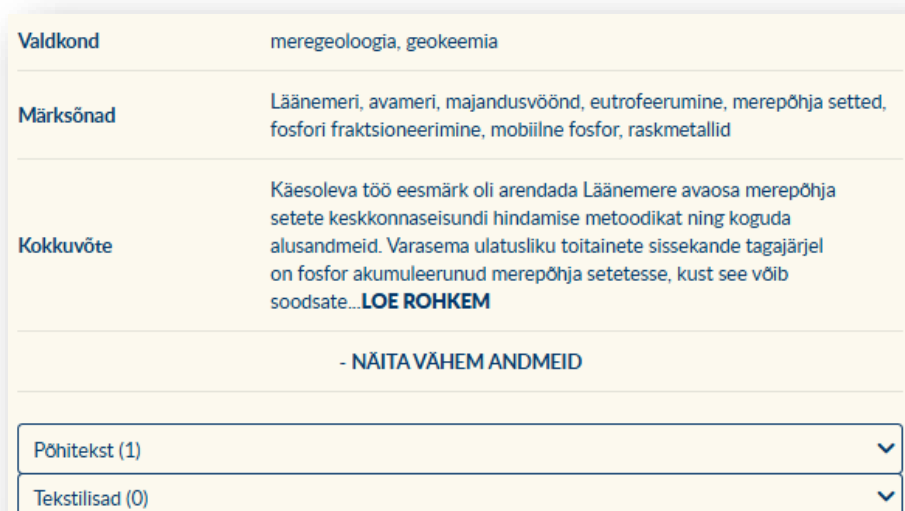 Valdkond meregeoloogia, geokeemia
Märksõnad Läänemeri, avameri, majandusvöönd, eutrofeerumine, merepõhja setted,
fosfori fraktsioneerimine, mobiilne fosfor, raskmetallid
Kokkuvõte Käesoleva töö eesmärk oli arendada Läänemere avaosa merepõhja
setete keskkonnaseisundi hindamise metoodikat ning koguda
alusandmeid. Varasema ulatusliku toitainete sissekande tagajärjel
on fosfor akumuleerunud merepõhja setetesse, kust see võib
soodsate...LOE ROHKEM
- NÄITA VÄHEM ANDMEID
Põhitekst (1)
Tekstilisad (0)